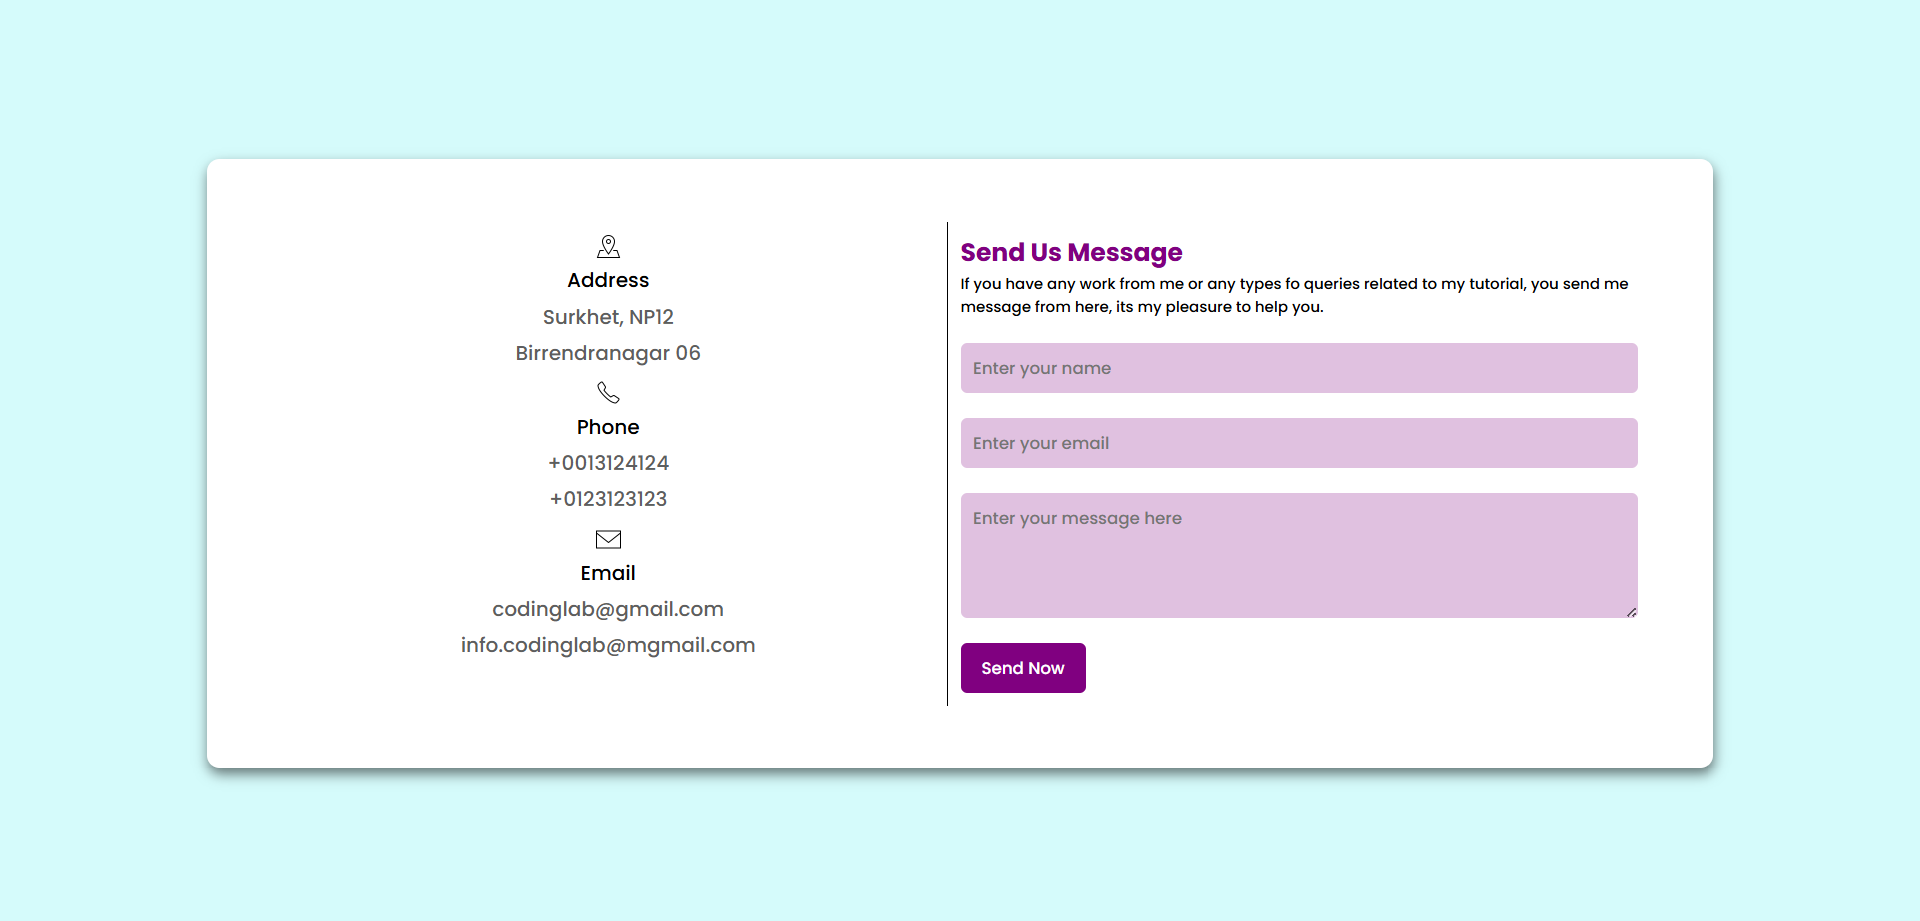 Address
Surkhet, NP12
Birrendranagar 06
Phone
+0013124124
+0123123123
Email
codinglab@gmail.com
info.codinglab@mgmail.com
Send Us Message
If you have any work from me or any types fo queries related to my tutorial, you send me
message from here, its my pleasure to help you.
Enter your name
Enter your email
Enter your message here
Send Now